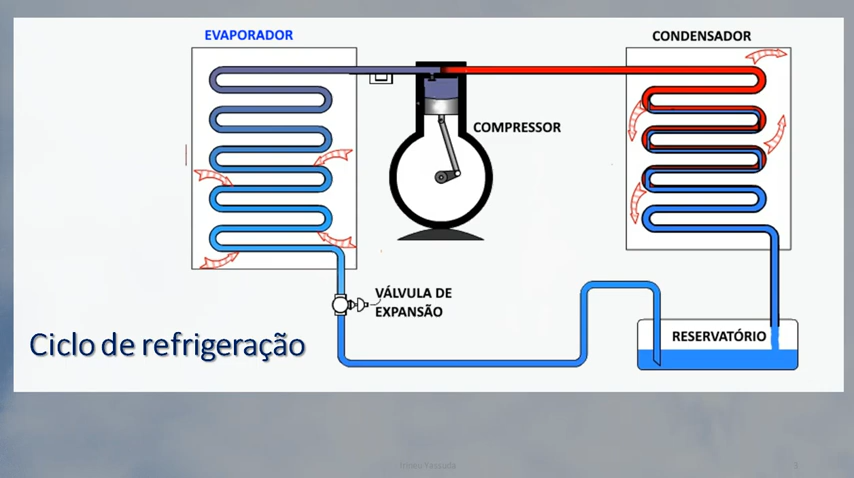 EVAPORADOR
CONDENSADOR
COMPRESSOR
VÁLVULA DE
EXPANSÃO
RESERVATÓRIO
Ciclo de refrigeração